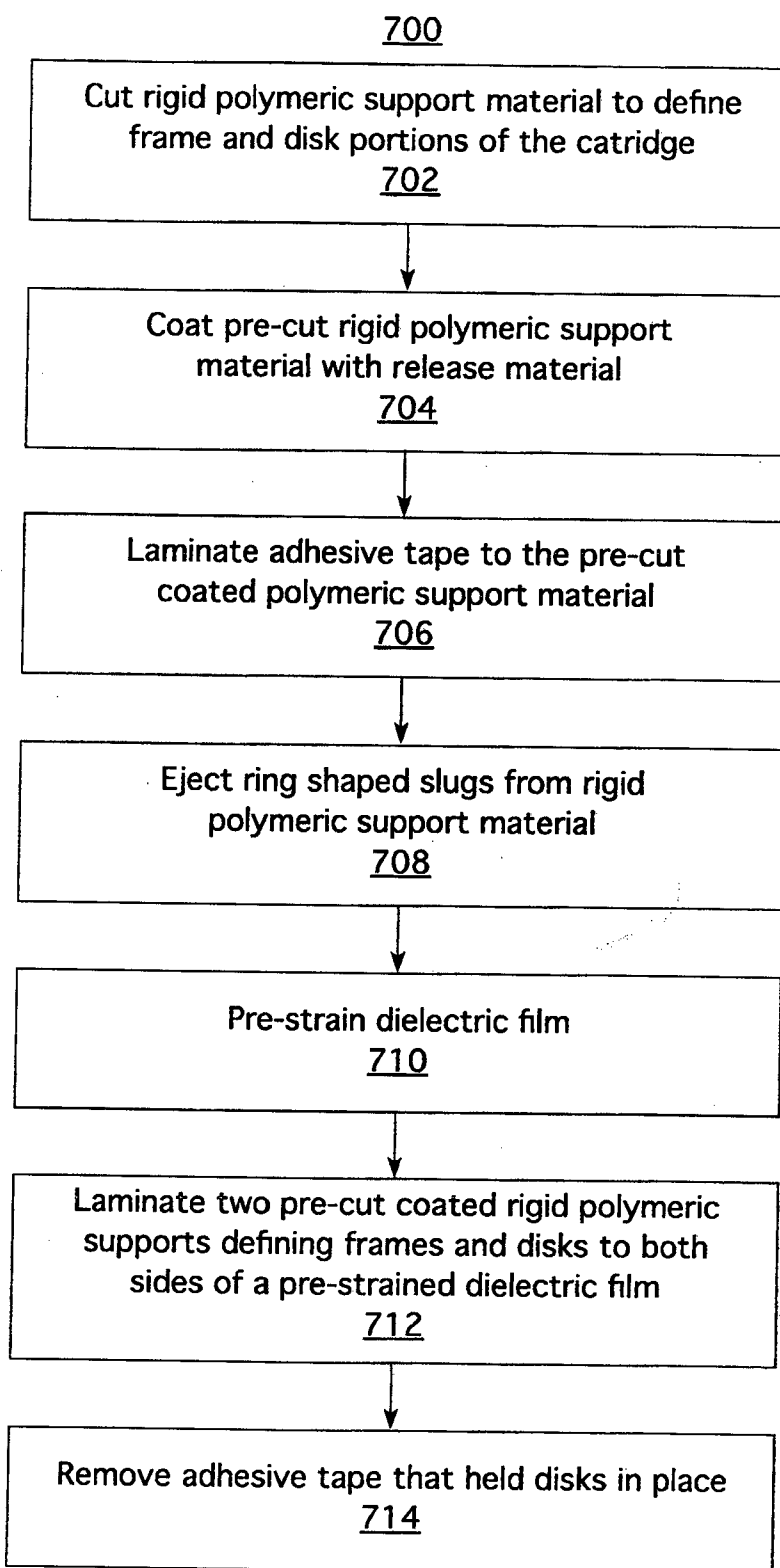 700
Cut rigid polymeric support material to define
frame and disk portions of the catridge
702
Coat pre-cut rigid polymeric support
material with release material
704
Laminate adhesive tape to the pre-cut
coated polymeric support material
706
Eject ring shaped slugs from rigid
polymeric support material
708
Pre-strain dielectric film
710
Laminate two pre-cut coated rigid polymeric
supports defining frames and disks to both
sides of a pre-strained dielectric film
712
Remove adhesive tape that held disks in place
714